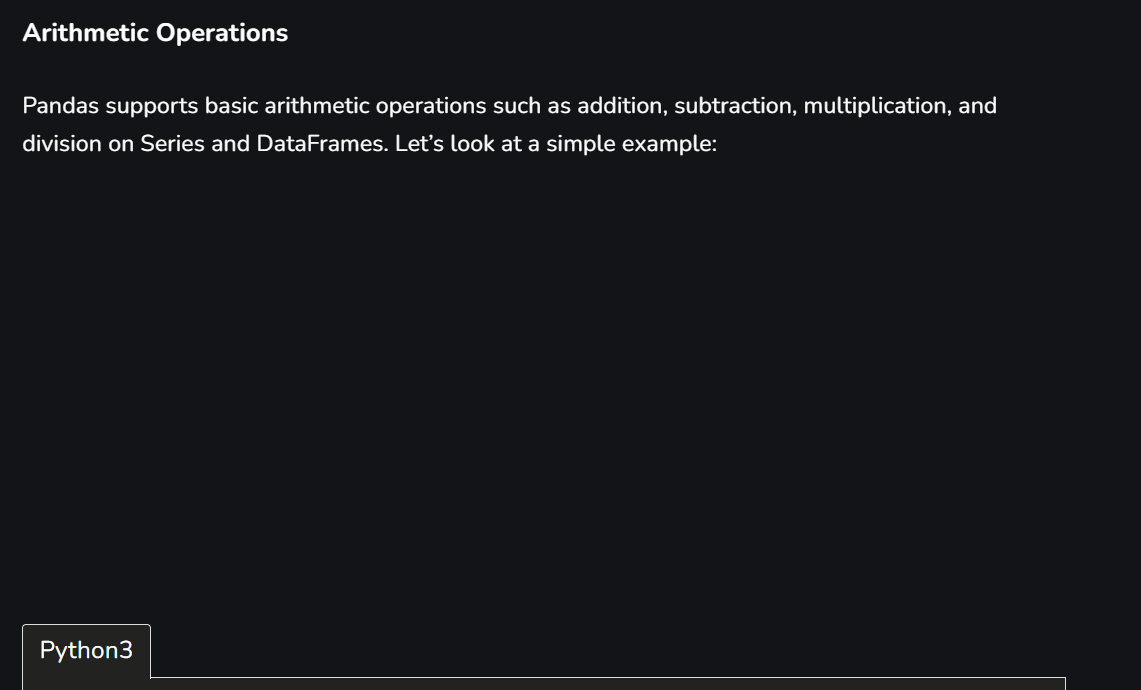 Arithmetic Operations
Pandas supports basic arithmetic operations such as addition, subtraction, multiplication, and
division on Series and DataFrames. Let’s look at a simple example:
Python3